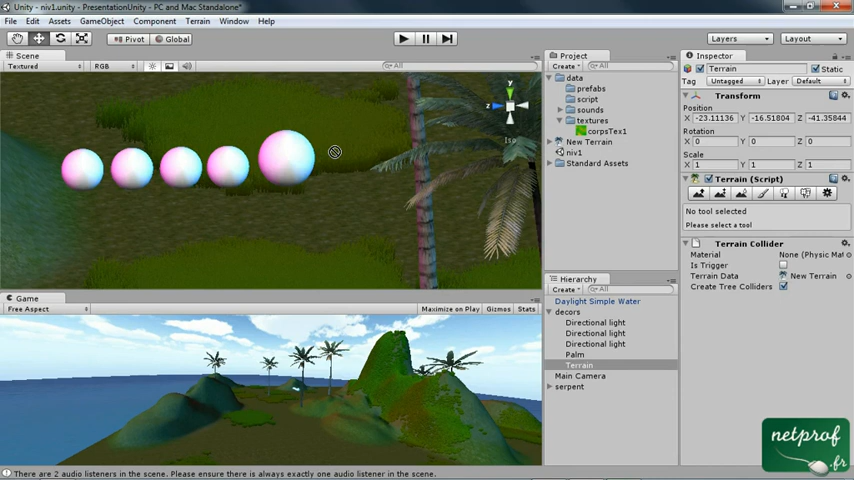 Unity - niv1.unity - PresentationUnity - PC and Mac Standalone*
File Edit Assets GameObject Component Terrain Window Help
Pivot Global Layers Layout
Scene
Textured RGB All
y
z
Iso
Game
Free Aspect Maximize on Play Gizmos Stats
Project
Create All
data
prefabs
script
sounds
textures
corpsTex1
New Terrain
niv1
Standard Assets
Hierarchy
Create All
Daylight Simple Water
decors
Directional light
Directional light
Directional light
Palm
Terrain
Main Camera
serpent
Inspector
Terrain Static
Tag Untagged Layer Default
Transform
Position
X -23.11136 Y -16.51804 Z -41.35844
Rotation
X 0 Y 0 Z 0
Scale
X 1 Y 1 Z 1
Terrain (Script)
No tool selected
Please select a tool
Terrain Collider
Material None (Physic Mat
Is Trigger
Terrain Data New Terrain
Create Tree Colliders
netprof
.fr
There are 2 audio listeners in the scene. Please ensure there is always exactly one audio listener in the scene.